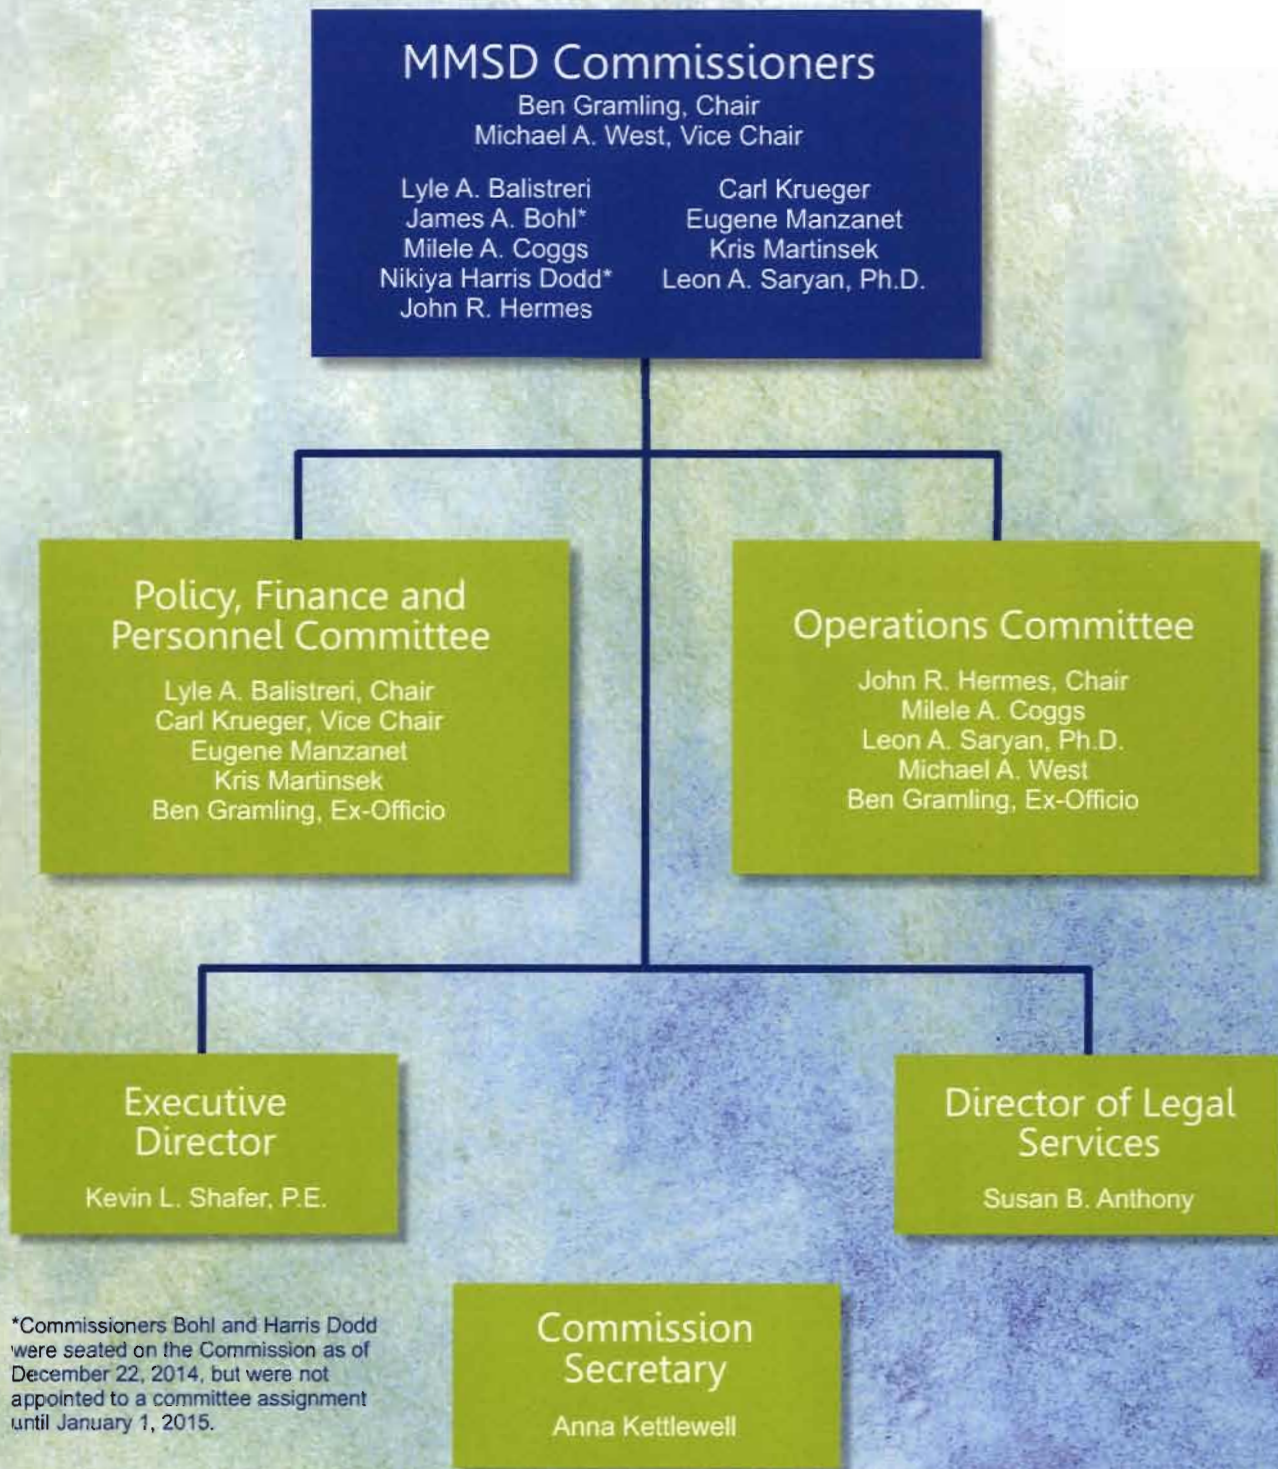 MMSD Commissioners
Ben Gramling, Chair
Michael A. West, Vice Chair
Lyle A. Balistreri
James A. Bohl*
Milele A. Coggs
Nikiya Harris Dodd*
John R. Hermes
Carl Krueger
Eugene Manzanet
Kris Martinsek
Leon A. Saryan, Ph.D.
Policy, Finance and
Personnel Committee
Lyle A. Balistreri, Chair
Carl Krueger, Vice Chair
Eugene Manzanet
Kris Martinsek
Ben Gramling, Ex-Officio
Operations Committee
John R. Hermes, Chair
Milele A. Coggs
Leon A. Saryan, Ph.D.
Michael A. West
Ben Gramling, Ex-Officio
Executive
Director
Kevin L. Shafer, P.E.
Director of Legal
Services
Susan B. Anthony
Commission
Secretary
Anna Kettlewell
*Commissioners Bohl and Harris Dodd
were seated on the Commission as of
December 22, 2014, but were not
appointed to a committee assignment
until January 1, 2015.